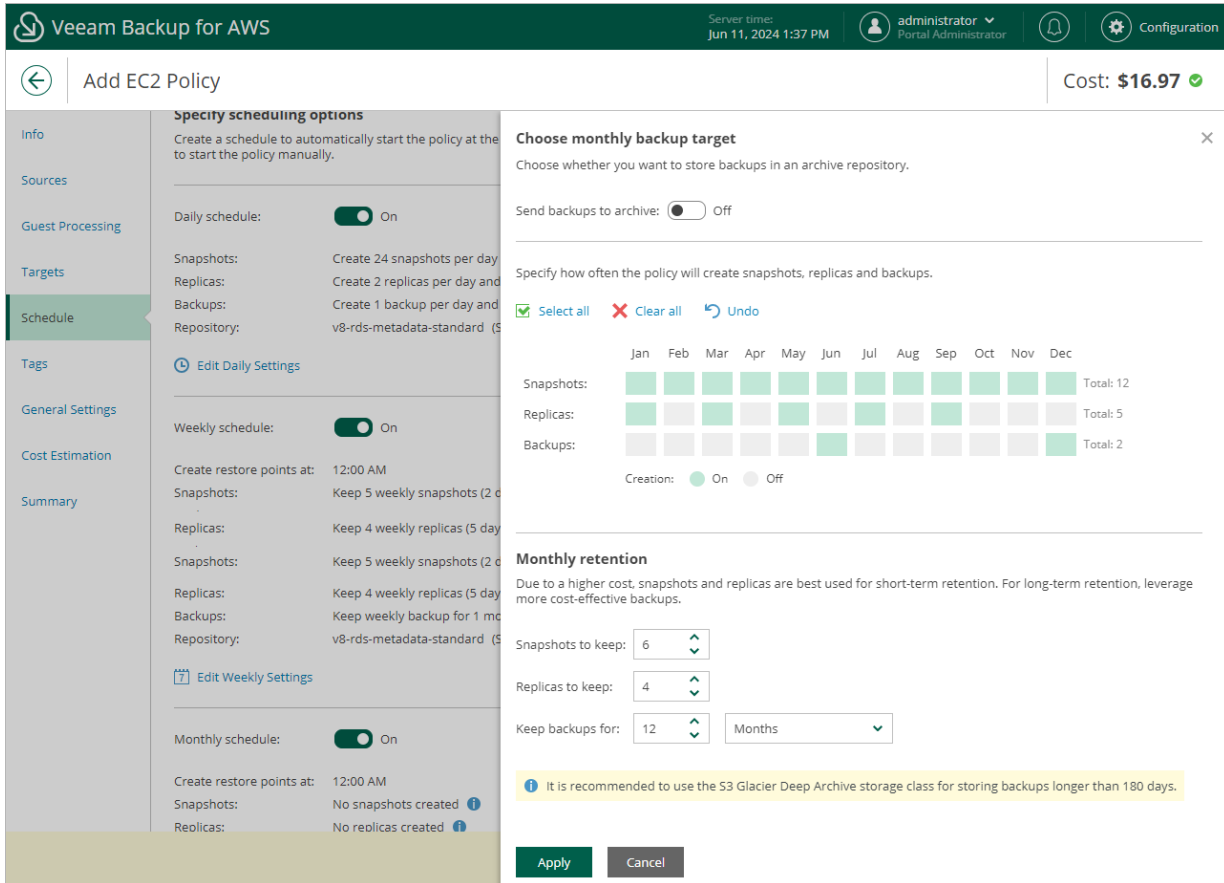 Veeam Backup for AWS
Server time:
Jun 11, 2024 1:37 PM
administrator
Portal Administrator
Configuration
Add EC2 Policy
Cost: $16.97
Info
Sources
Guest Processing
Targets
Schedule
Tags
General Settings
Cost Estimation
Summary
Specify scheduling options
Create a schedule to automatically start the policy at the
to start the policy manually.
Daily schedule: On
Snapshots: Create 24 snapshots per day
Replicas: Create 2 replicas per day and
Backups: Create 1 backup per day and
Repository: v8-rds-metadata-standard (S
Edit Daily Settings
Weekly schedule: On
Create restore points at: 12:00 AM
Snapshots: Keep 5 weekly snapshots (2 d
Replicas: Keep 4 weekly replicas (5 day
Snapshots: Keep 5 weekly snapshots (2 d
Replicas: Keep 4 weekly replicas (5 day
Backups: Keep weekly backup for 1 mo
Repository: v8-rds-metadata-standard (S
7 Edit Weekly Settings
Monthly schedule: On
Create restore points at: 12:00 AM
Snapshots: No snapshots created
Replicas: No replicas created
Choose monthly backup target
Choose whether you want to store backups in an archive repository.
Send backups to archive: Off
Specify how often the policy will create snapshots, replicas and backups.
Select all Clear all Undo
Jan Feb Mar Apr May Jun Jul Aug Sep Oct Nov Dec
Snapshots: Total: 12
Replicas: Total: 5
Backups: Total: 2
Creation: On Off
Monthly retention
Due to a higher cost, snapshots and replicas are best used for short-term retention. For long-term retention, leverage
more cost-effective backups.
Snapshots to keep: 6
Replicas to keep: 4
Keep backups for: 12 Months
It is recommended to use the S3 Glacier Deep Archive storage class for storing backups longer than 180 days.
Apply Cancel